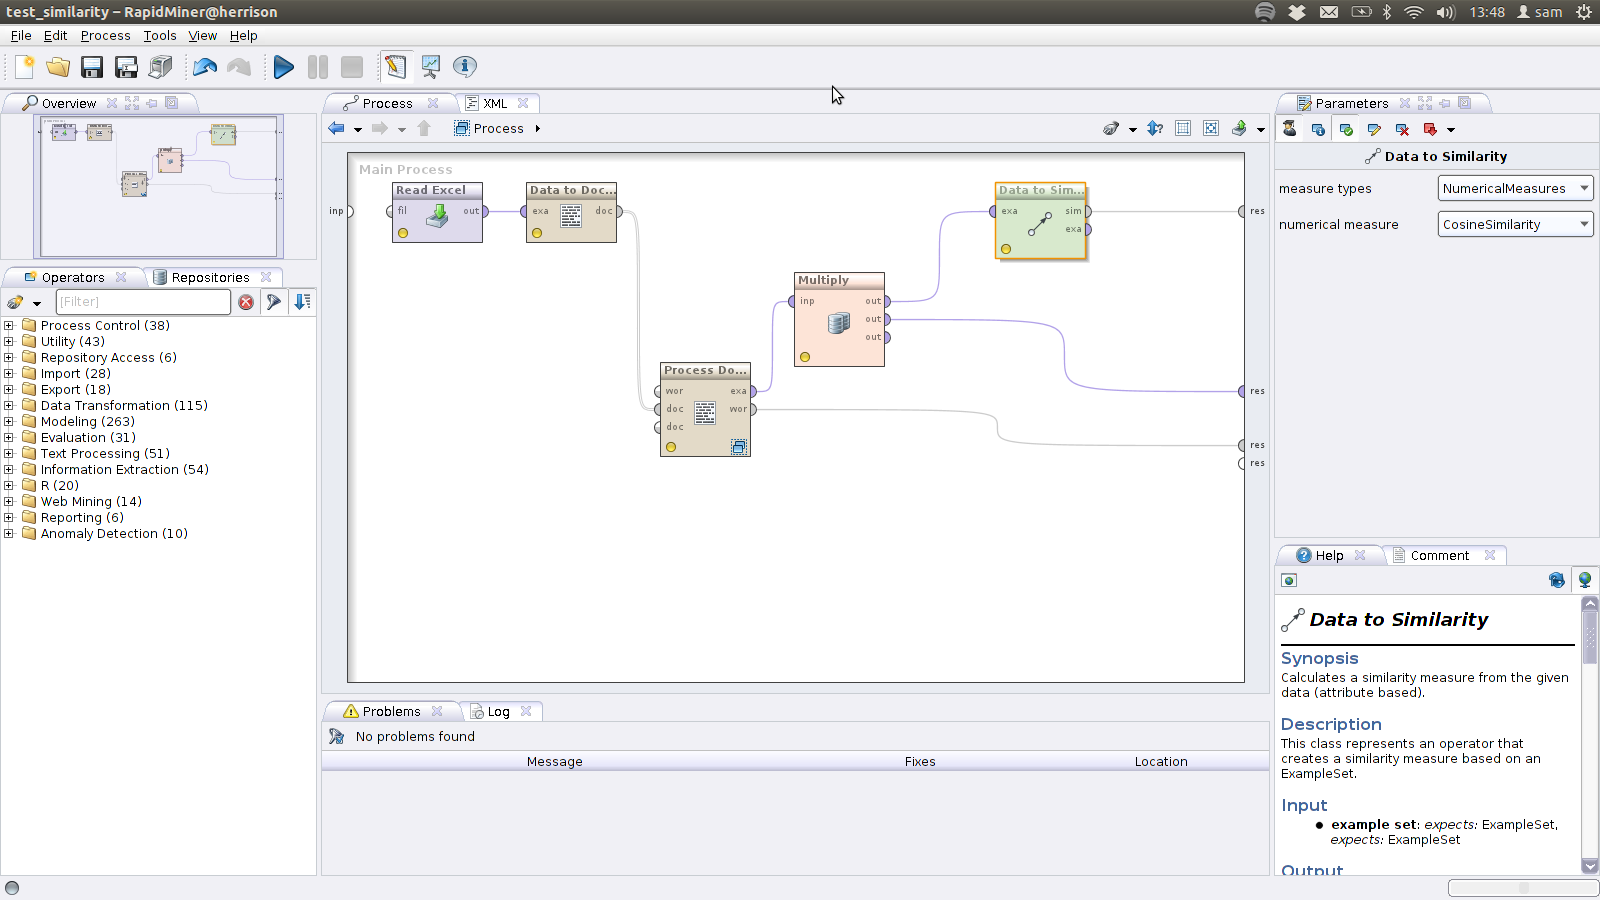 test_similarity – RapidMiner@herrison
13:48
sam
File Edit Process Tools View Help
Overview
Process
XML
Parameters
Process
Data to Similarity
measure types
NumericalMeasures
numerical measure
CosineSimilarity
Main Process
Read Excel
inp
fil
out
Data to Doc...
exa
doc
Data to Sim...
exa
sim
exa
res
Multiply
inp
out
out
out
Process Do...
wor
exa
doc
wor
doc
res
res
res
Operators
Repositories
[Filter]
Process Control (38)
Utility (43)
Repository Access (6)
Import (28)
Export (18)
Data Transformation (115)
Modeling (263)
Evaluation (31)
Text Processing (51)
Information Extraction (54)
R (20)
Web Mining (14)
Reporting (6)
Anomaly Detection (10)
Problems
Log
No problems found
Message
Fixes
Location
Help
Comment
Data to Similarity
Synopsis
Calculates a similarity measure from the given
data (attribute based).
Description
This class represents an operator that
creates a similarity measure based on an
ExampleSet.
Input
example set: expects: ExampleSet,
expects: ExampleSet
Output